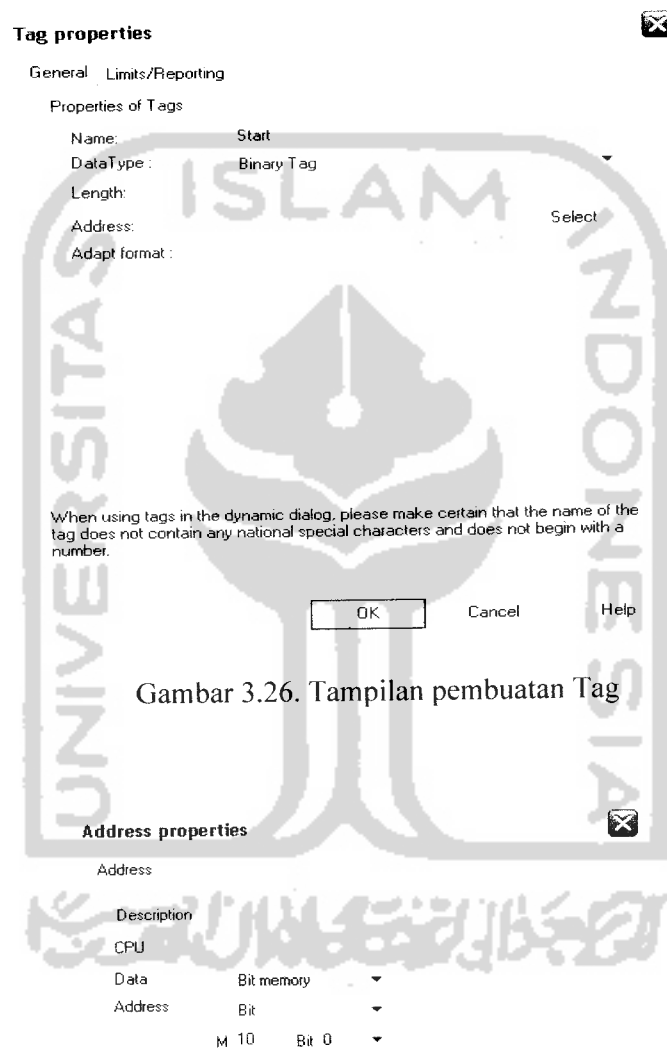 Tag properties
General Limits/Reporting
Properties of Tags
Name: Start
DataType : Binary Tag
Length:
Address: Select
Adapt format :
ISLAM
UNIVERSITAS
INDONESIA
When using tags in the dynamic dialog, please make certain that the name of the
tag does not contain any national special characters and does not begin with a
number.
OK Cancel Help
Gambar 3.26. Tampilan pembuatan Tag
Address properties
Address
Description
CPU
Data Bit memory
Address Bit
M 10 Bit 0